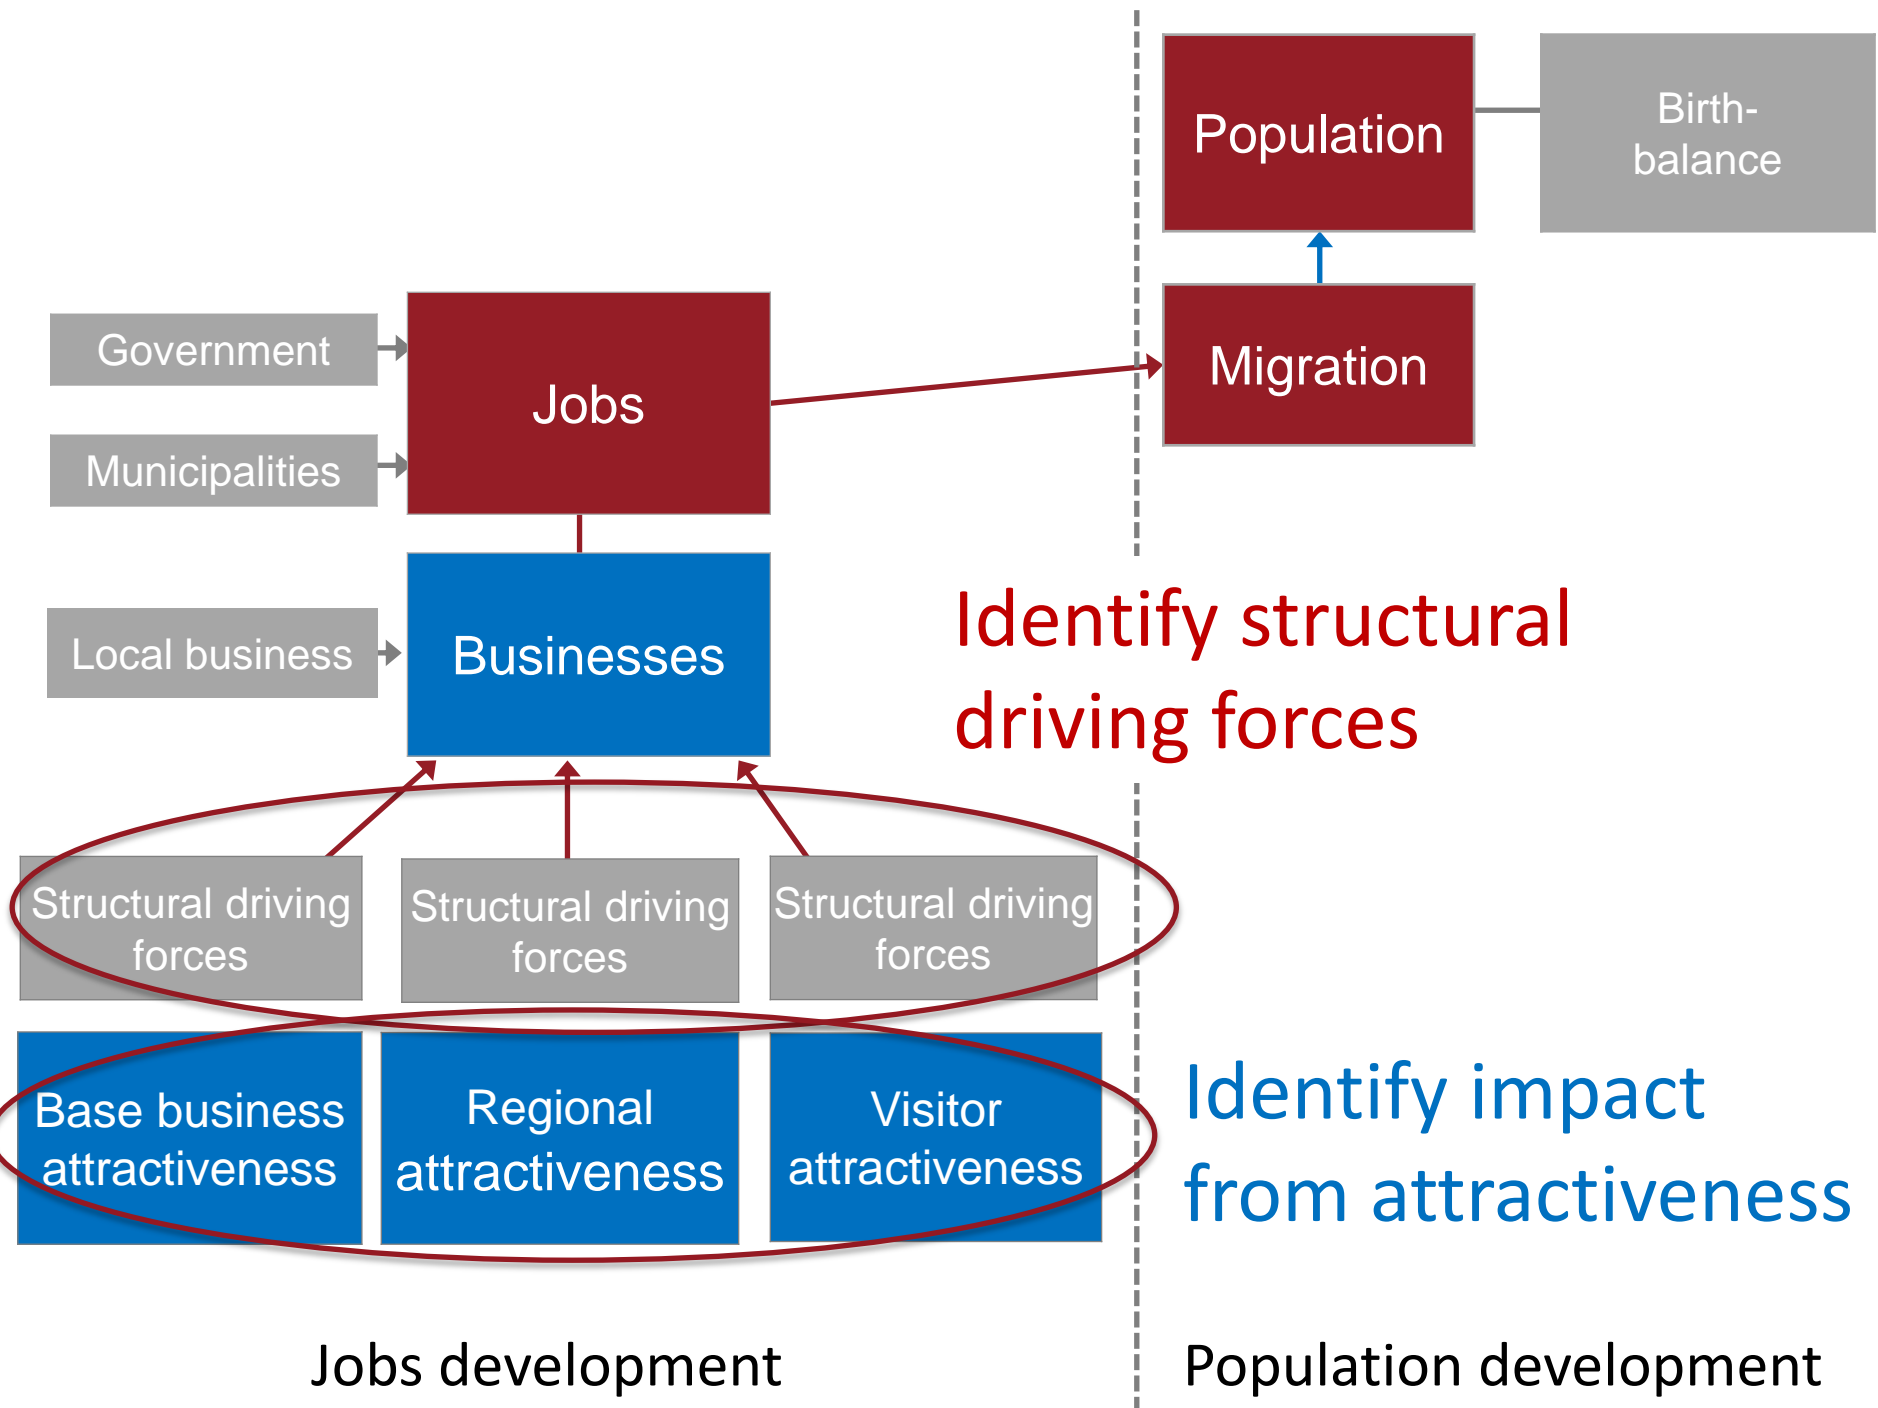 Population
Birth-
balance
Government
Jobs
Migration
Municipalities
Local business
Businesses
Identify structural
driving forces
Structural driving
forces
Structural driving
forces
Structural driving
forces
Base business
attractiveness
Regional
attractiveness
Visitor
attractiveness
Identify impact
from attractiveness
Jobs development
Population development